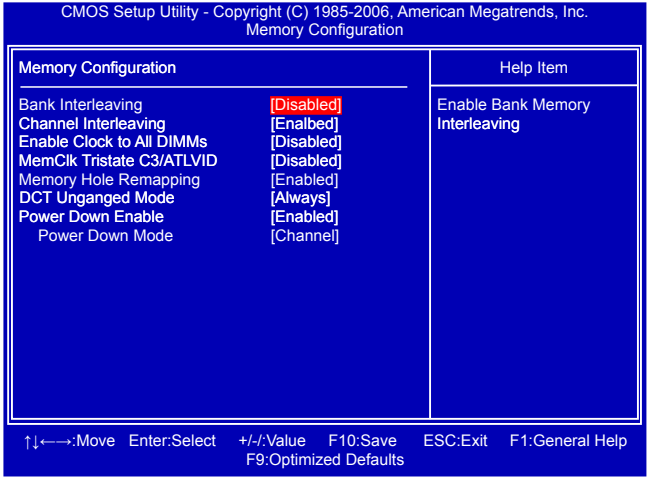 CMOS Setup Utility - Copyright (C) 1985-2006, American Megatrends, Inc.
Memory Configuration
Memory Configuration
Help Item
Bank Interleaving [Disabled]
Channel Interleaving [Enalbed]
Enable Clock to All DIMMs [Disabled]
MemClk Tristate C3/ATLVID [Disabled]
Memory Hole Remapping [Enabled]
DCT Unganged Mode [Always]
Power Down Enable [Enabled]
Power Down Mode [Channel]
Enable Bank Memory
Interleaving
↑↓←→:Move Enter:Select +/-/:Value F10:Save ESC:Exit F1:General Help
F9:Optimized Defaults